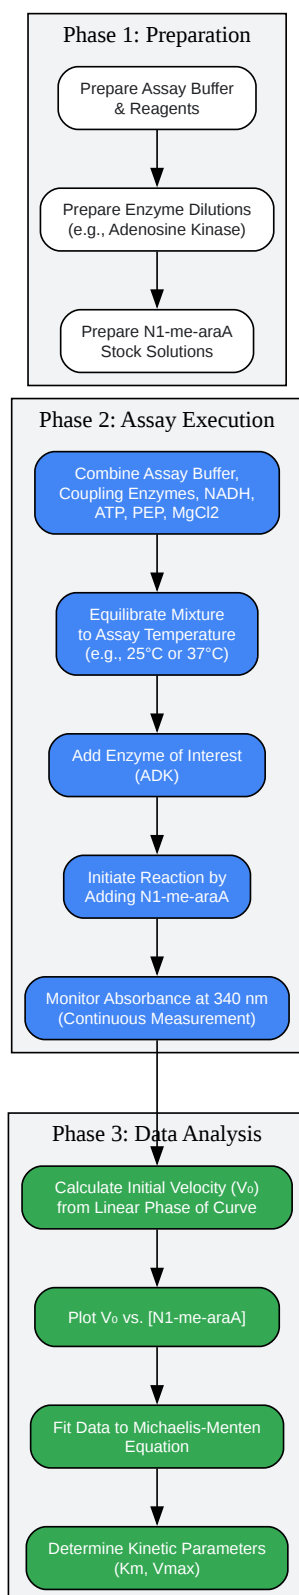 Phase 1: Preparation
Prepare Assay Buffer
& Reagents
Prepare Enzyme Dilutions
(e.g., Adenosine Kinase)
Prepare N1-me-araA
Stock Solutions
Phase 2: Assay Execution
Combine Assay Buffer,
Coupling Enzymes, NADH,
ATP, PEP, MgCl2
Equilibrate Mixture
to Assay Temperature
(e.g., 25°C or 37°C)
Add Enzyme of Interest
(ADK)
Initiate Reaction by
Adding N1-me-araA
Monitor Absorbance at 340 nm
(Continuous Measurement)
Phase 3: Data Analysis
Calculate Initial Velocity (V₀)
from Linear Phase of Curve
Plot V₀ vs. [N1-me-araA]
Fit Data to Michaelis-Menten
Equation
Determine Kinetic Parameters
(Km, Vmax)